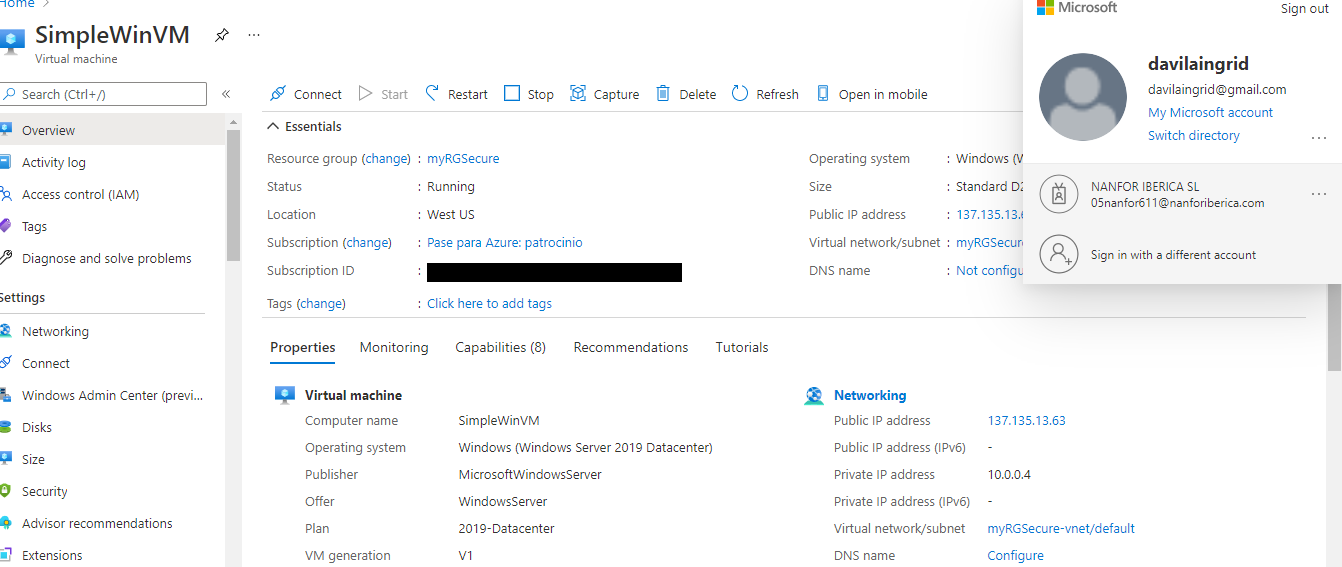 Home
SimpleWinVM
Virtual machine
Search (Ctrl+/)
Overview
Activity log
Access control (IAM)
Tags
Diagnose and solve problems
Settings
Networking
Connect
Windows Admin Center (previ...
Disks
Size
Security
Advisor recommendations
Extensions
Connect Start Restart Stop Capture Delete Refresh Open in mobile
Essentials
Resource group (change) : myRGSecure
Status : Running
Location : West US
Subscription (change) : Pase para Azure: patrocinio
Subscription ID :
Tags (change) : Click here to add tags
Operating system : Windows
Size : Standard
Public IP address : 137.135.13.
Virtual network/subnet : myRGSecure
DNS name : Not
Properties Monitoring Capabilities (8) Recommendations Tutorials
Virtual machine
Computer name SimpleWinVM
Operating system Windows (Windows Server 2019 Datacenter)
Publisher MicrosoftWindowsServer
Offer WindowsServer
Plan 2019-Datacenter
VM generation V1
Networking
Public IP address 137.135.13.63
Public IP address (IPv6) -
Private IP address 10.0.0.4
Private IP address (IPv6) -
Virtual network/subnet myRGSecure-vnet/default
DNS name Configure
Microsoft Sign out
davilaingrid
davilaingrid@gmail.com
My Microsoft account
Switch directory
NANFOR IBERICA SL
05nanfor611@nanforiberica.com
Sign in with a different account